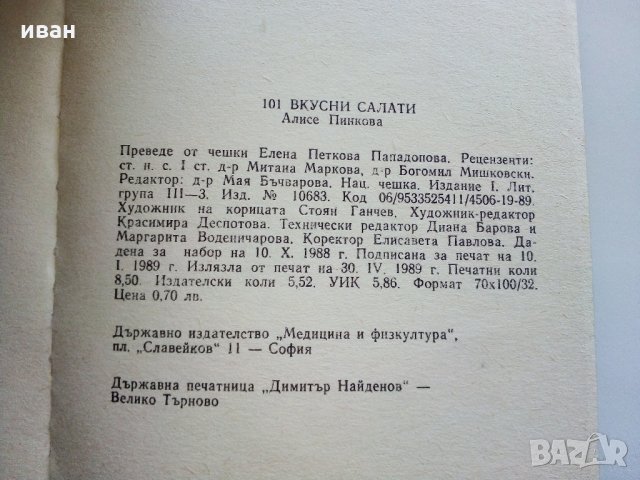 иван
101 ВКУСНИ САЛАТИ
Алисе Пинкова
Преведе от чешки Елена Петкова Пападопова. Рецензенти:
ст. н. с. I ст. д-р Митана Маркова, д-р Богомил Мишковски.
Редактор: д-р Мая Бъчварова. Нац. чешка. Издание I. Лит.
група III—3. Изд. № 10683. Код 06/9533525411/4506-19-89.
Художник на корицата Стоян Ганчев. Художник-редактор
Красимира Деспотова. Технически редактор Диана Барова и
Маргарита Воденичарова. Коректор Елисавета Павлова. Да-
дена за набор на 10. X. 1988 г. Подписана за печат на 10.
I. 1989 г. Излязла от печат на 30. IV. 1989 г. Печатни коли
8,50. Издателски коли 5,52. УИК 5,86. Формат 70x100/32.
Цена 0,70 лв.
Държавно издателство „Медицина и физкултура",
пл. „Славейков" 11 — София
Държавна печатница „Димитър Найденов" —
Велико Търново
BAZAR